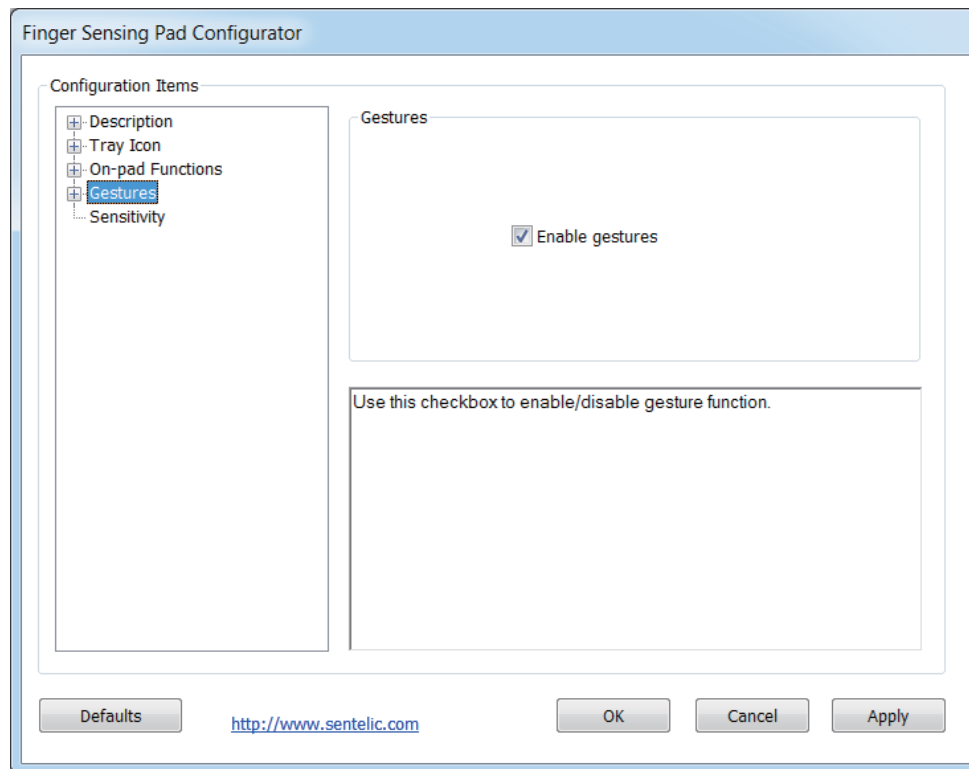 Finger Sensing Pad Configurator
Configuration Items
Description
Tray Icon
On-pad Functions
Gestures
Sensitivity
Gestures
Enable gestures
Use this checkbox to enable/disable gesture function.
Defaults
http://www.sentelic.com
OK
Cancel
Apply